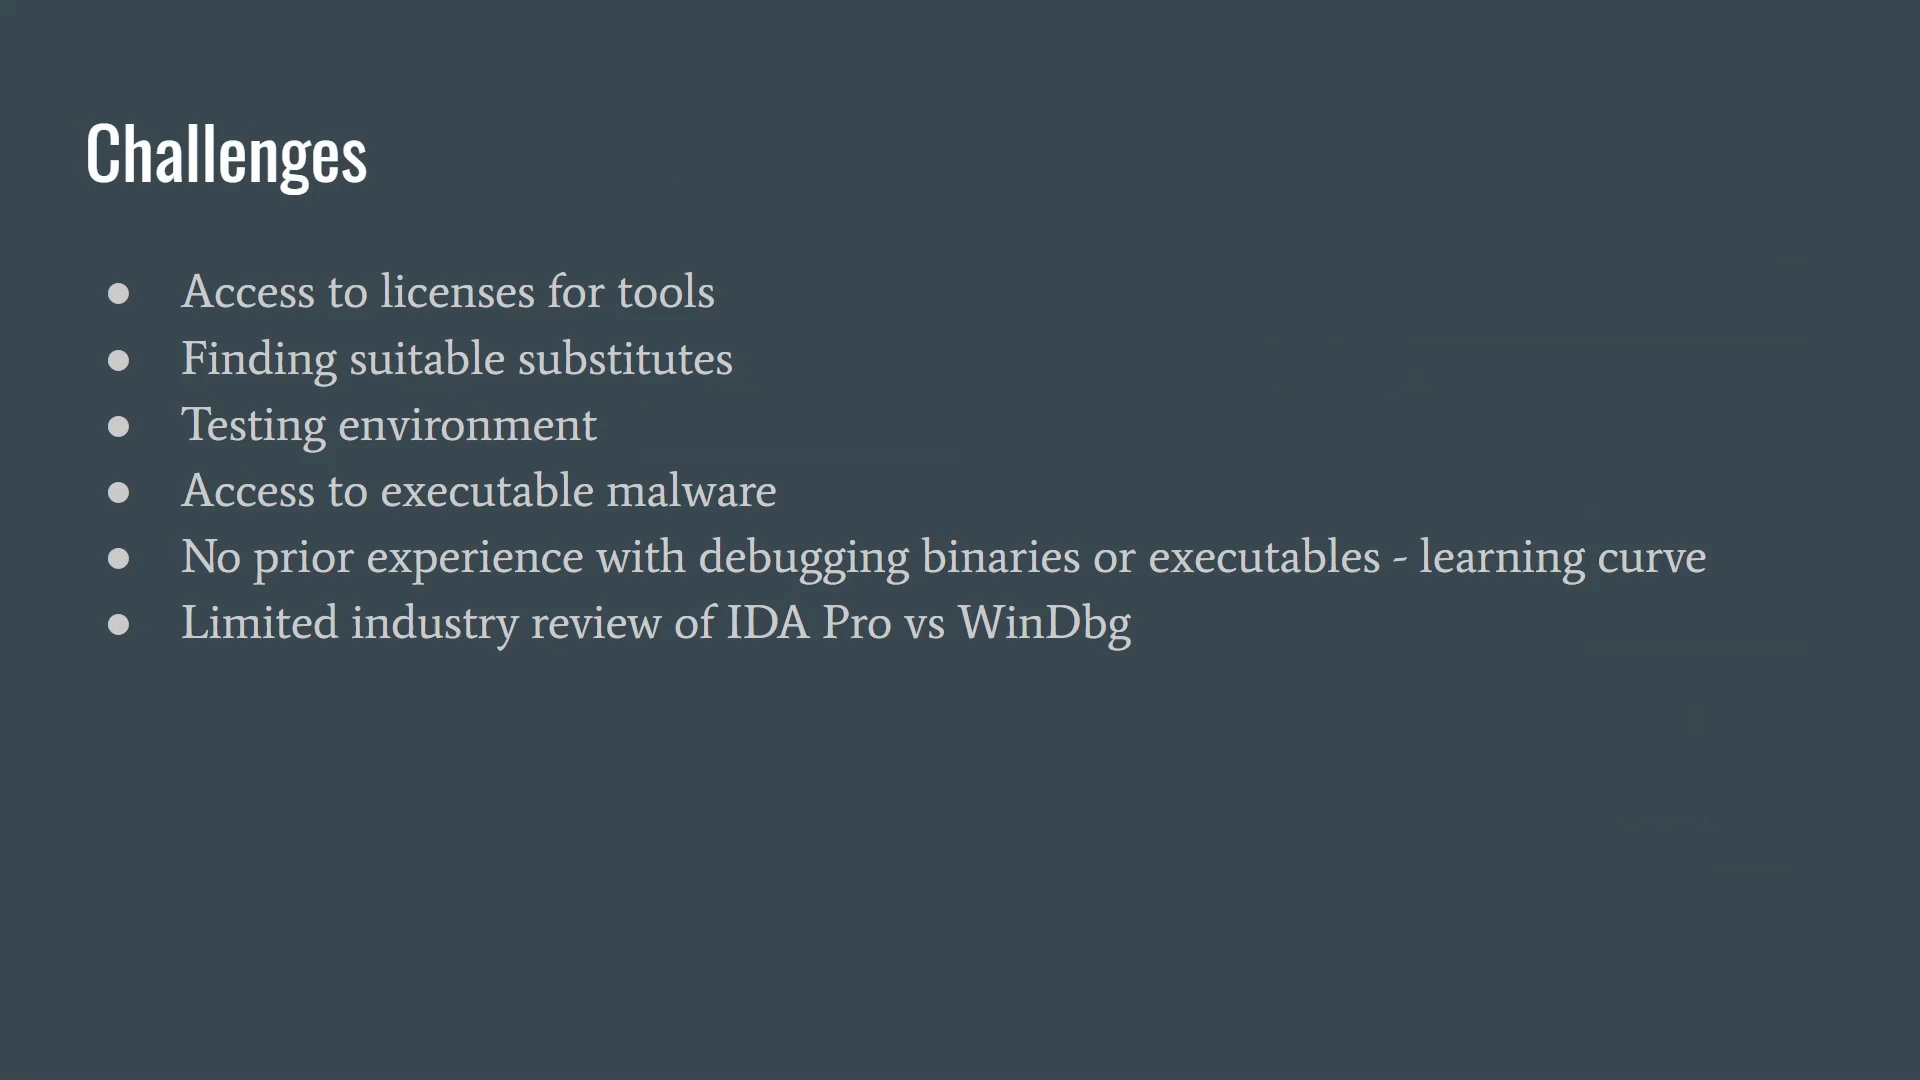 Challenges
● Access to licenses for tools
● Finding suitable substitutes
● Testing environment
● Access to executable malware
● No prior experience with debugging binaries or executables - learning curve
● Limited industry review of IDA Pro vs WinDbg